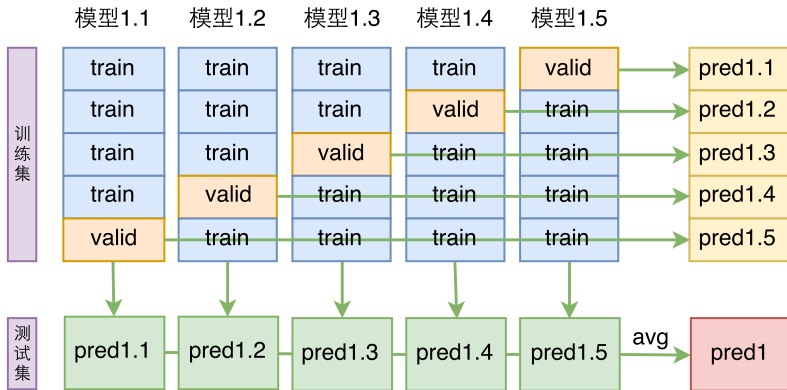 模型1.1 模型1.2 模型1.3 模型1.4 模型1.5
训练集
train train train train valid pred1.1
train train train valid train pred1.2
train train valid train train pred1.3
train valid train train train pred1.4
valid train train train train pred1.5
测试集
pred1.1 pred1.2 pred1.3 pred1.4 pred1.5 avg pred1